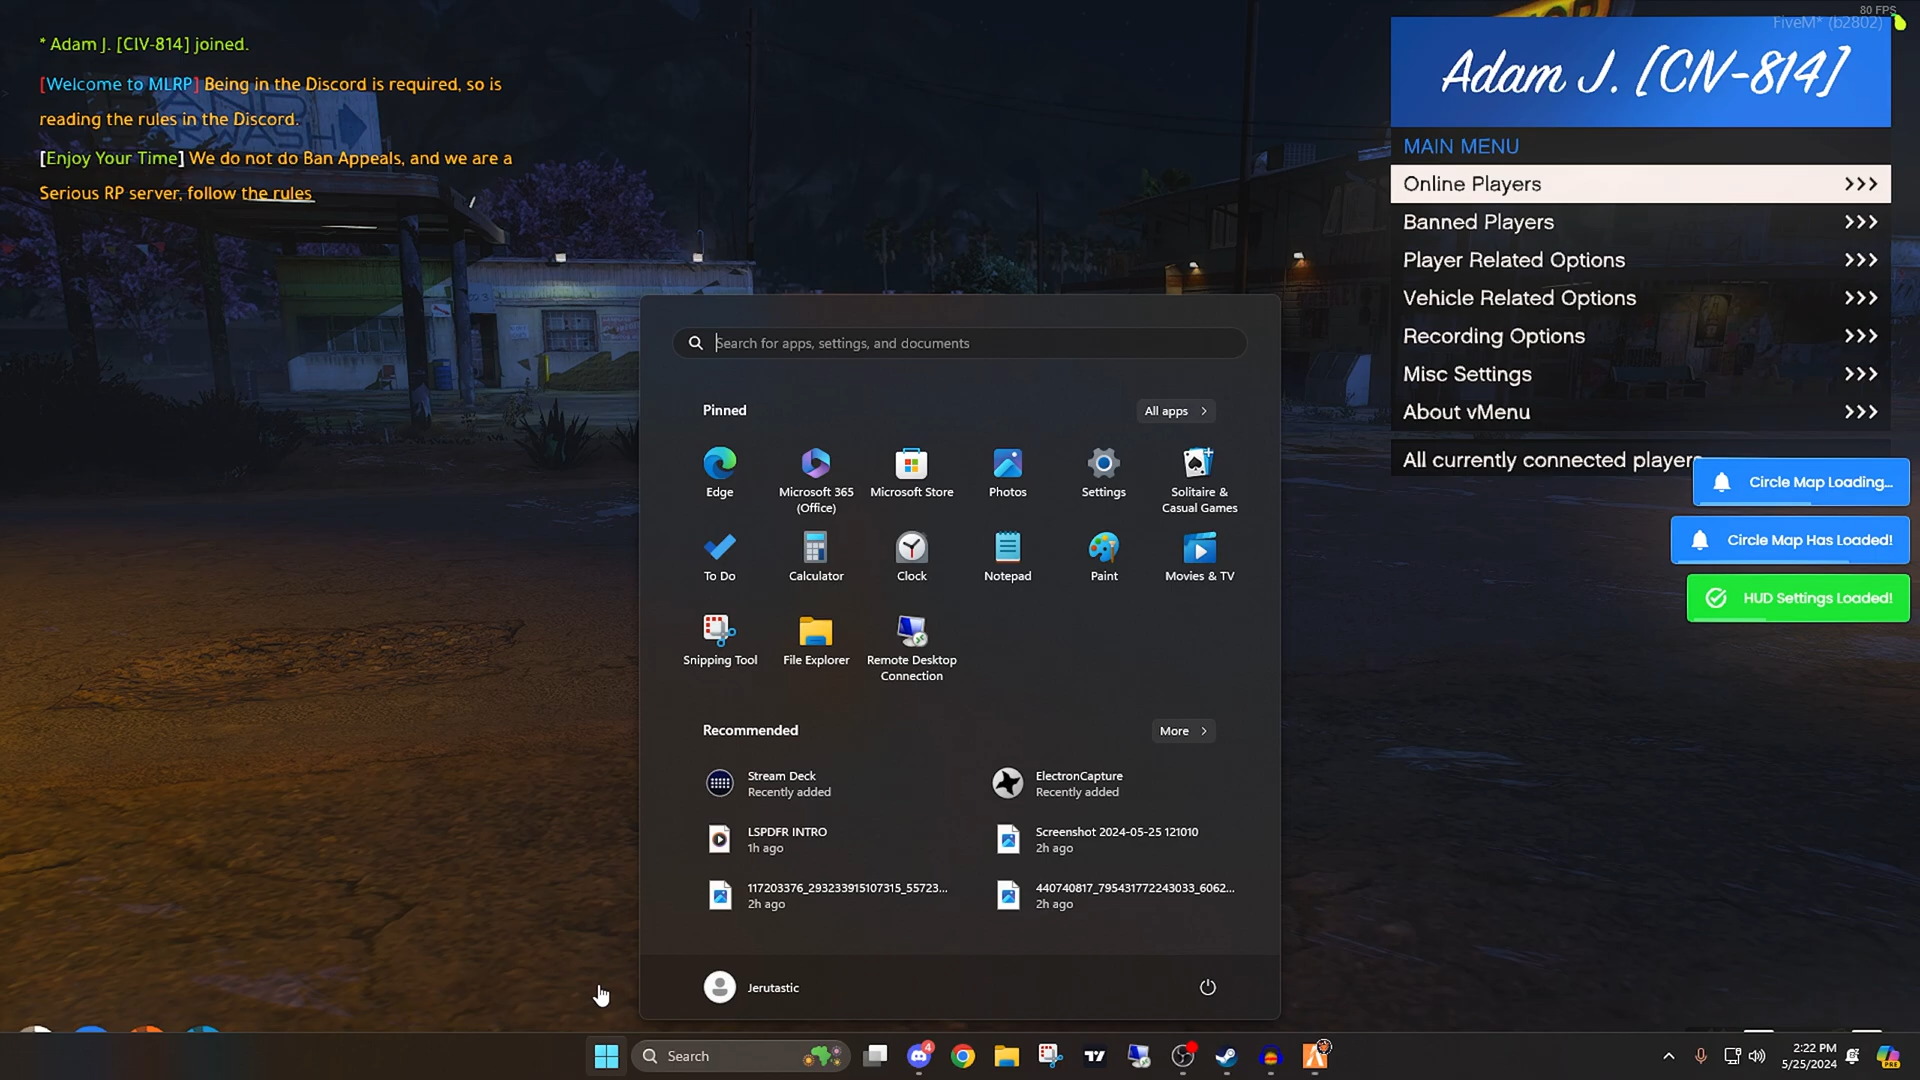 80 FPS
FiveM* (b2802)
* Adam J. [CIV-814] joined.
[Welcome to MLRP] Being in the Discord is required, so is
reading the rules in the Discord.
[Enjoy Your Time] We do not do Ban Appeals, and we are a
Serious RP server, follow the rules
Adam J. [CIV-814]
MAIN MENU
Online Players >>>
Banned Players >>>
Player Related Options >>>
Vehicle Related Options >>>
Recording Options >>>
Misc Settings >>>
About vMenu >>>
All currently connected players
Circle Map Loading...
Circle Map Has Loaded!
HUD Settings Loaded!
Search for apps, settings, and documents
Pinned
All apps >
Edge
Microsoft 365
(Office)
Microsoft Store
Photos
Settings
Solitaire &
Casual Games
To Do
Calculator
Clock
Notepad
Paint
Movies & TV
Snipping Tool
File Explorer
Remote Desktop
Connection
Recommended
More >
Stream Deck
Recently added
ElectronCapture
Recently added
LSPDFR INTRO
1h ago
Screenshot 2024-05-25 121010
2h ago
117203376_293233915107315_55723...
2h ago
440740817_795431772243033_6062...
2h ago
Jerutastic
Search
4
2:22 PM
5/25/2024
PRE